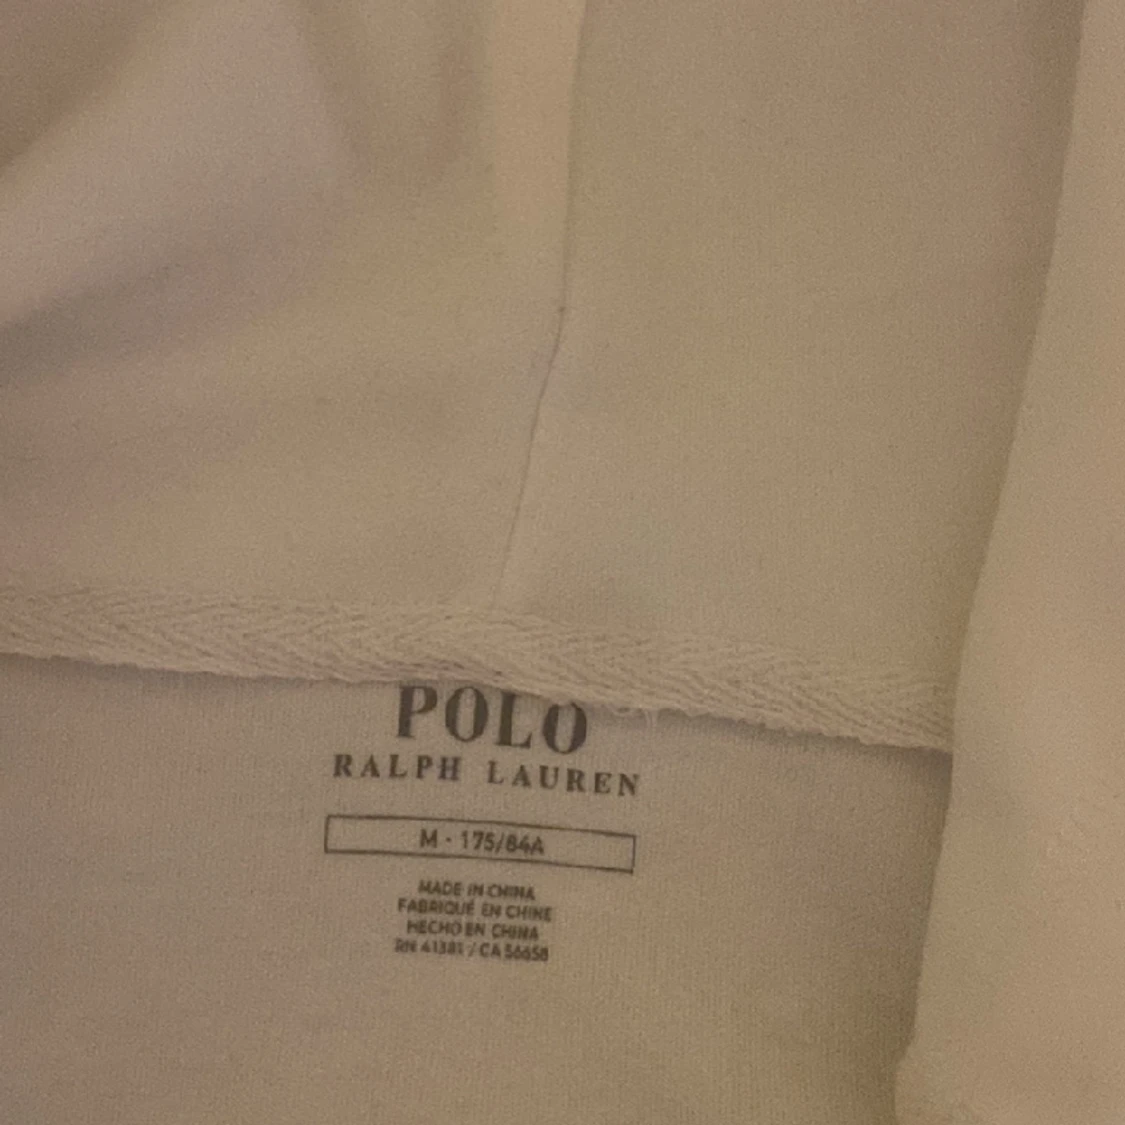 POLO
RALPH LAUREN
M · 175/84A
MADE IN CHINA
FABRIQUÉ EN CHINE
HECHO EN CHINA
RN 41381 / CA 56658